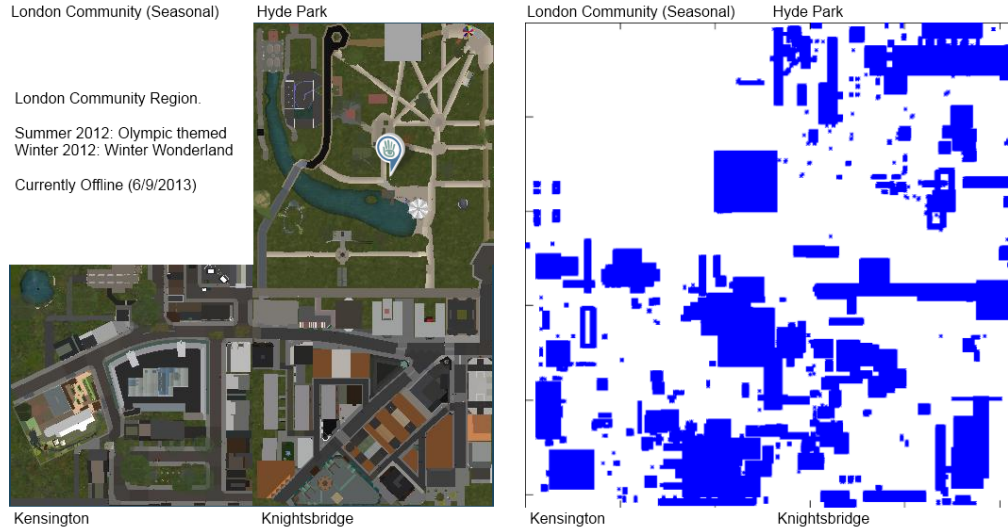 London Community (Seasonal) Hyde Park
London Community Region.
Summer 2012: Olympic themed
Winter 2012: Winter Wonderland
Currently Offline (6/9/2013)
Kensington Knightsbridge
London Community (Seasonal) Hyde Park
Kensington Knightsbridge